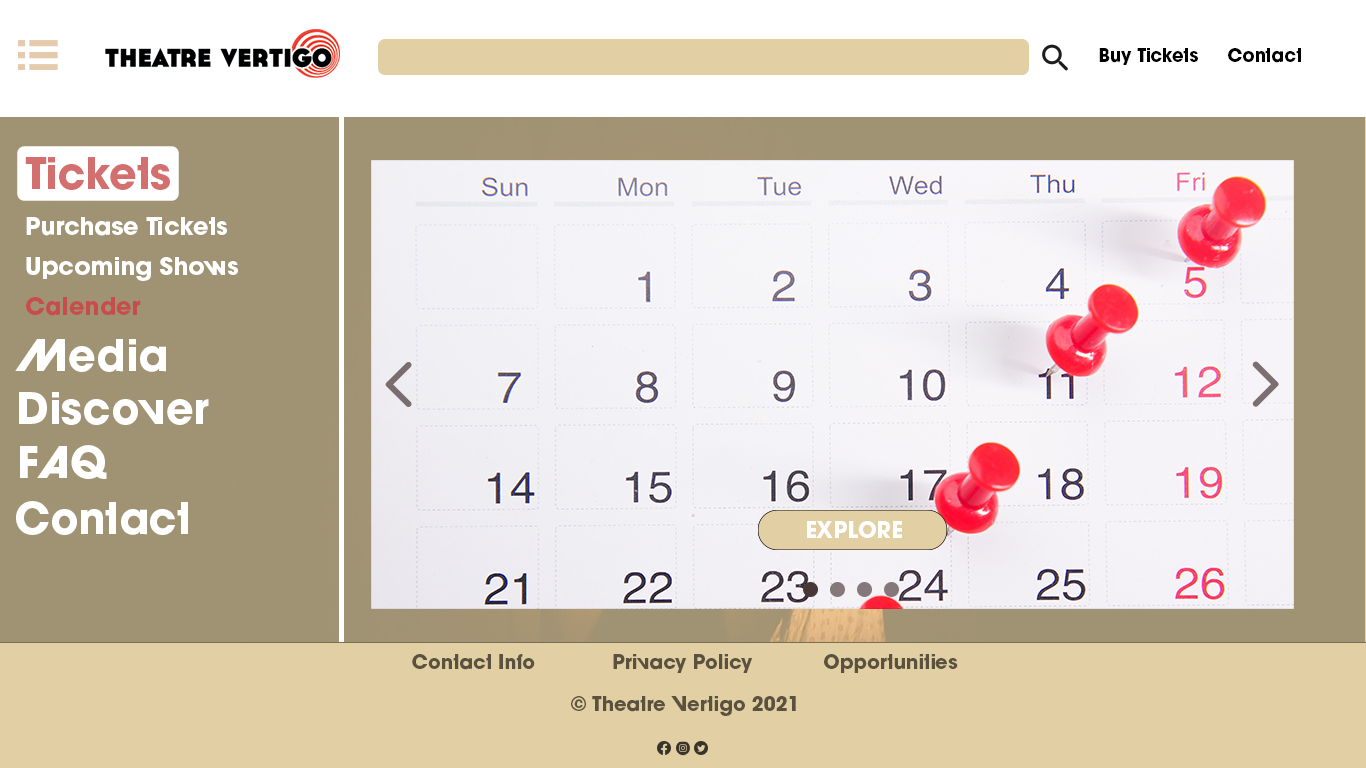 THEATRE VERTIGO
Buy Tickets Contact
Tickets
Purchase Tickets
Upcoming Shows
Calender
Media
Discover
FAQ
Contact
Sun Mon Tue Wed Thu Fri
1 2 3 4 5
7 8 9 10 11 12
14 15 16 17 18 19
EXPLORE
21 22 23 24 25 26
Contact Info Privacy Policy Opportunities
© Theatre Vertigo 2021